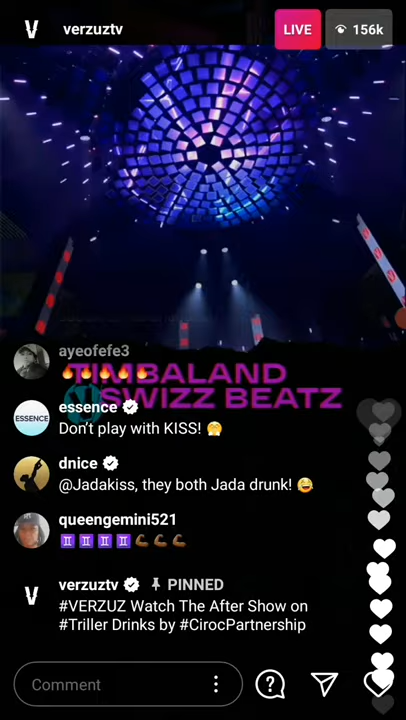 V verzuztv LIVE 156k
ayeofefe3
🔥🔥🔥🔥🔥
TIMBALAND
SWIZZ BEATZ
essence
ESSENCE
Don't play with KISS! 😤
dnice
@Jadakiss, they both Jada drunk! 😂
queengemini521
♊♊♊♊💪🏾💪🏾💪🏾
V verzuztv PINNED
#VERZUZ Watch The After Show on
#Triller Drinks by #CirocPartnership
Comment